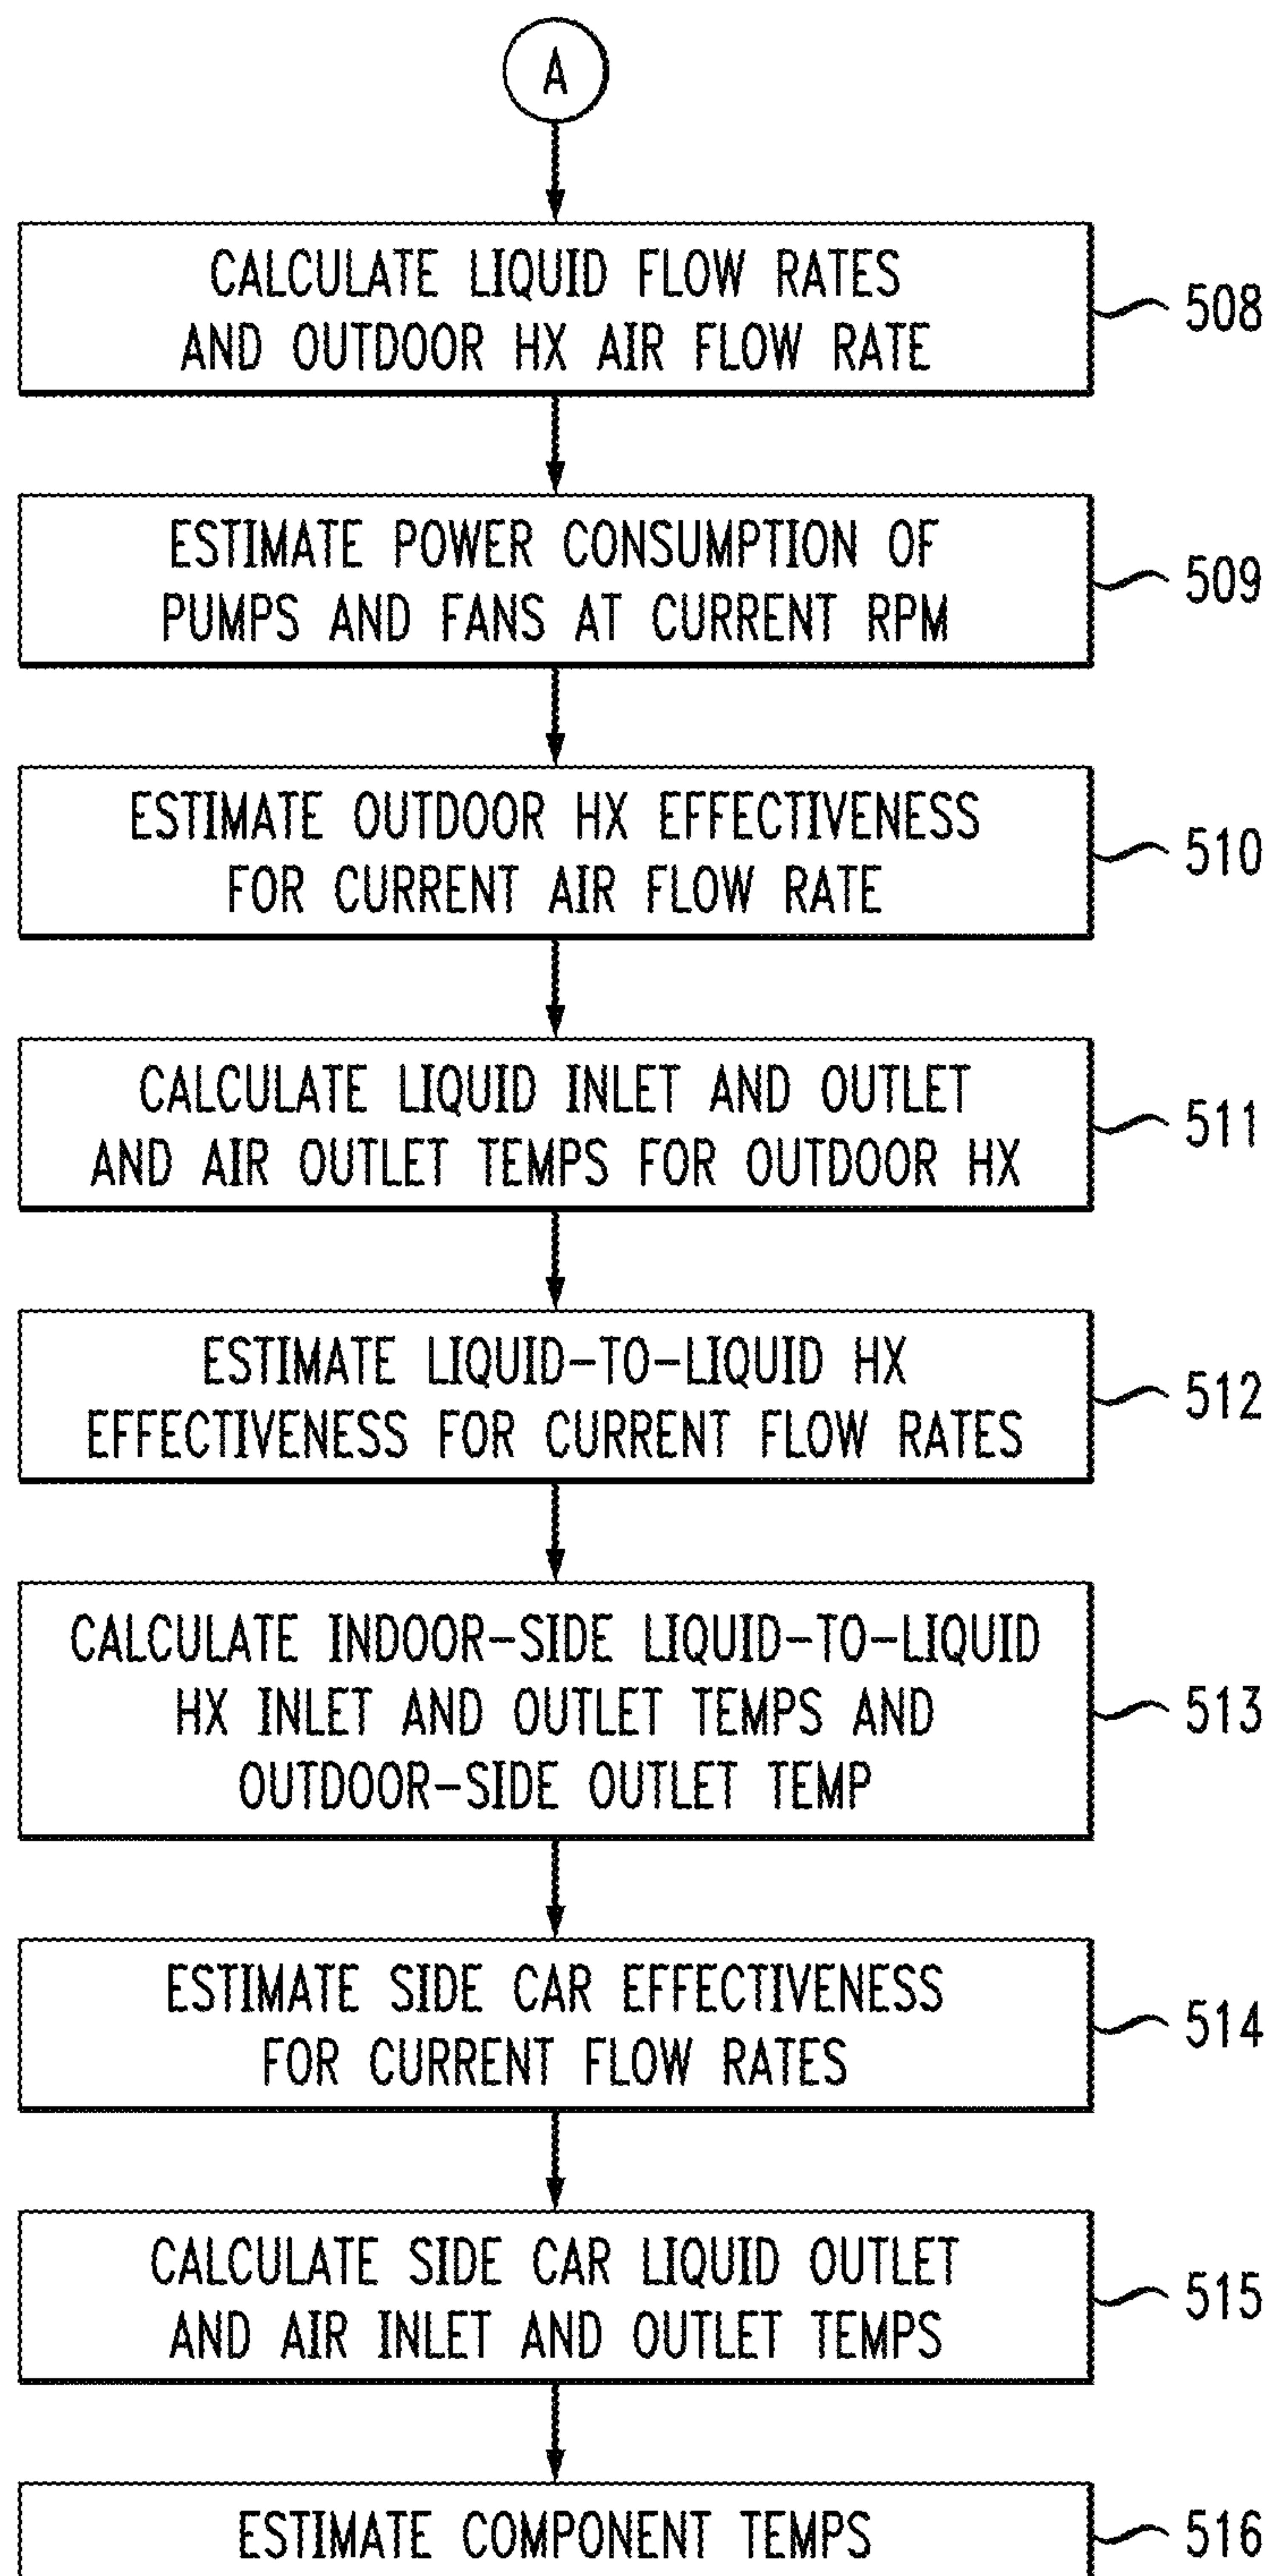 A
CALCULATE LIQUID FLOW RATES
AND OUTDOOR HX AIR FLOW RATE
508
ESTIMATE POWER CONSUMPTION OF
PUMPS AND FANS AT CURRENT RPM
509
ESTIMATE OUTDOOR HX EFFECTIVENESS
FOR CURRENT AIR FLOW RATE
510
CALCULATE LIQUID INLET AND OUTLET
AND AIR OUTLET TEMPS FOR OUTDOOR HX
511
ESTIMATE LIQUID-TO-LIQUID HX
EFFECTIVENESS FOR CURRENT FLOW RATES
512
CALCULATE INDOOR-SIDE LIQUID-TO-LIQUID
HX INLET AND OUTLET TEMPS AND
OUTDOOR-SIDE OUTLET TEMP
513
ESTIMATE SIDE CAR EFFECTIVENESS
FOR CURRENT FLOW RATES
514
CALCULATE SIDE CAR LIQUID OUTLET
AND AIR INLET AND OUTLET TEMPS
515
ESTIMATE COMPONENT TEMPS
516